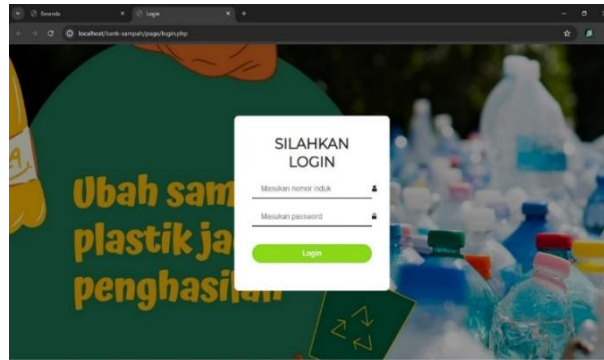 Beranda
Login
localhost/bank-sampah/page/login.php
SILAHKAN
LOGIN
Masukan nomor induk
Masukan password
Login
Ubah sam
plastik ja
penghasilan